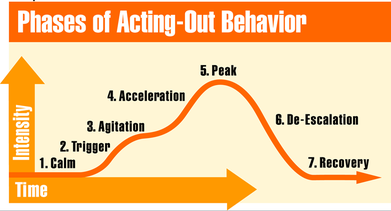 Phases of Acting-Out Behavior
5. Peak
4. Acceleration
3. Agitation
6. De-Escalation
2. Trigger
1. Calm
7. Recovery
Intensity
Time